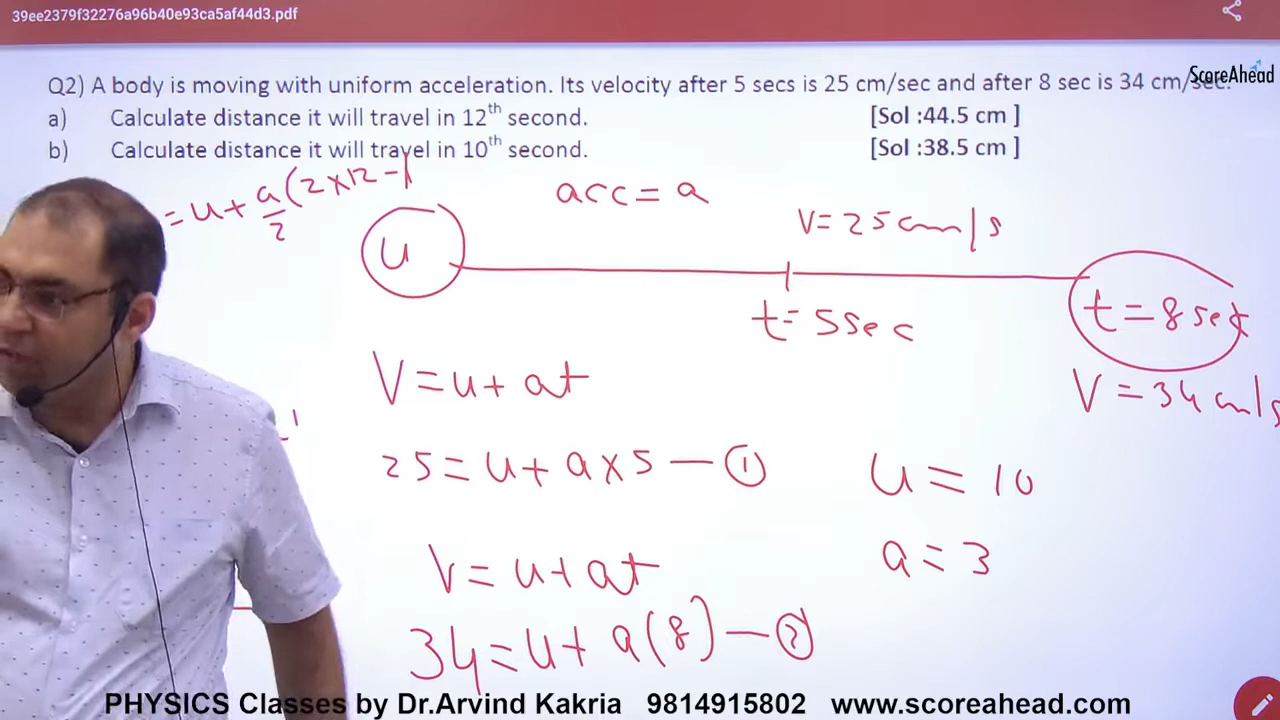 39ee2379f32276a96b40e93ca5af44d3.pdf
ScoreAhead
Q2) A body is moving with uniform acceleration. Its velocity after 5 secs is 25 cm/sec and after 8 sec is 34 cm/sec.
a) Calculate distance it will travel in 12th second. [Sol :44.5 cm ]
b) Calculate distance it will travel in 10th second. [Sol :38.5 cm ]
= u + a/2 (2×12 - 1
acc = a
u
V = 25 cm/s
t = 5 sec
t = 8 sec
V = 34 cm/s
V = u + at
25 = u + a × 5 — ①
u = 10
a = 3
V = u + at
34 = u + a(8) — ②
PHYSICS Classes by Dr.Arvind Kakria 9814915802 www.scoreahead.com